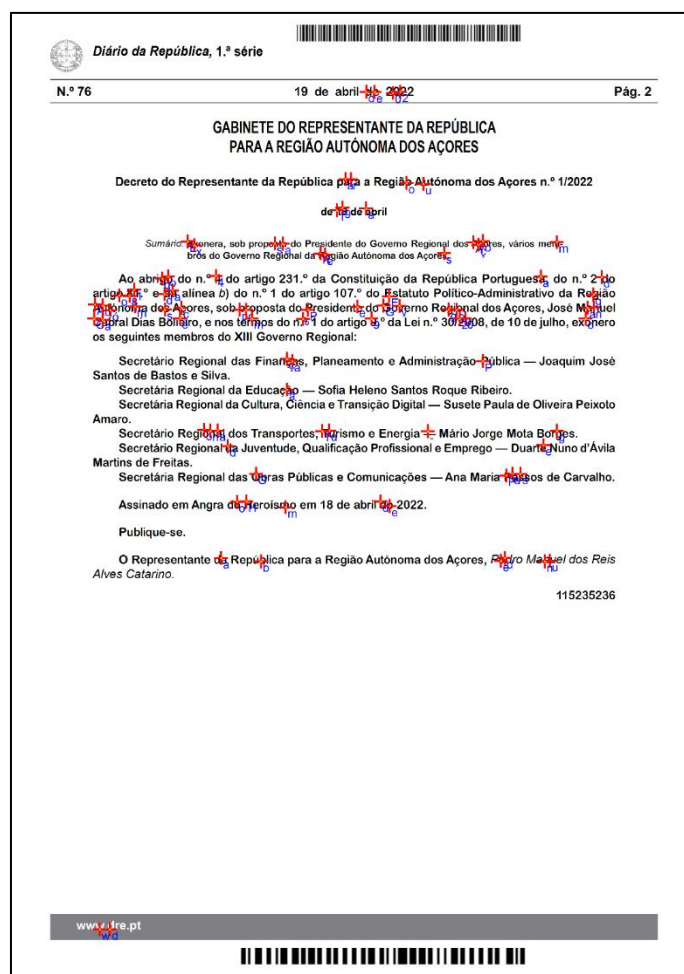 Diário da República, 1.ª série
N.º 76 19 de abril de 2022 Pág. 2
GABINETE DO REPRESENTANTE DA REPÚBLICA
PARA A REGIÃO AUTÓNOMA DOS AÇORES
Decreto do Representante da República para a Região Autónoma dos Açores n.º 1/2022
de de abril
Sumário: Exonera, sob proposta do Presidente do Governo Regional dos Açores, vários mem-
bros do Governo Regional da Região Autónoma dos Açores.
Ao abrigo do n.º 4 do artigo 231.º da Constituição da República Portuguesa, do n.º 2 do
artigo e da alínea b) do n.º 1 do artigo 107.º do Estatuto Político-Administrativo da Região
Autónoma dos Açores, sob proposta do Presidente do Governo Regional dos Açores, José Manuel
Cabral Dias Bolieiro, e nos termos do n.º 1 do artigo da Lei n.º 30/2008, de 10 de julho, exonero
os seguintes membros do XIII Governo Regional:
Secretário Regional das Finanças, Planeamento e Administração Pública — Joaquim José
Santos de Bastos e Silva.
Secretária Regional da Educação — Sofia Heleno Santos Roque Ribeiro.
Secretária Regional da Cultura, Ciência e Transição Digital — Susete Paula de Oliveira Peixoto
Amaro.
Secretário Regional dos Transportes, Turismo e Energia — Mário Jorge Mota Borges.
Secretário Regional da Juventude, Qualificação Profissional e Emprego — Duarte Nuno d'Ávila
Martins de Freitas.
Secretária Regional das Obras Públicas e Comunicações — Ana Maria Passos de Carvalho.
Assinado em Angra do Heroísmo em 18 de abril de 2022.
Publique-se.
O Representante da República para a Região Autónoma dos Açores, Pedro Manuel dos Reis
Alves Catarino.
115235236
www.dre.pt